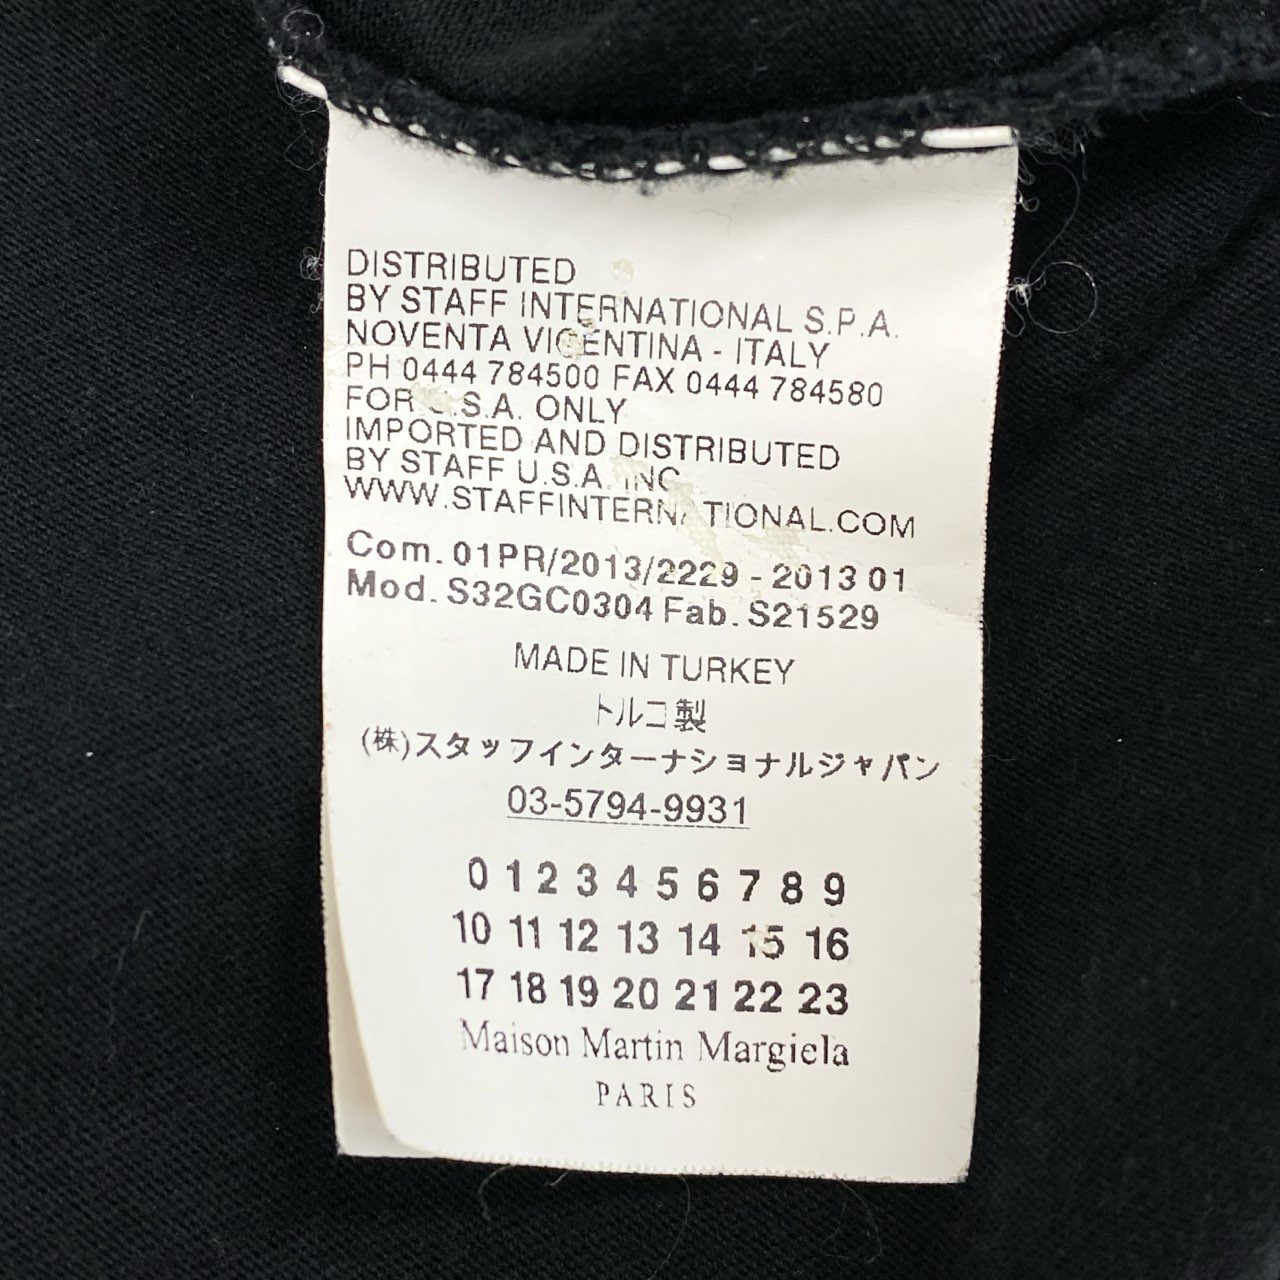 DISTRIBUTED
BY STAFF INTERNATIONAL S.P.A.
NOVENTA VICENTINA - ITALY
PH 0444 784500 FAX 0444 784580
FOR U.S.A. ONLY
IMPORTED AND DISTRIBUTED
BY STAFF U.S.A. INC
WWW.STAFFINTERNATIONAL.COM
Com. 01PR/2013/2229 - 2013 01
Mod. S32GC0304 Fab. S21529
MADE IN TURKEY
トルコ製
(株)スタッフインターナショナルジャパン
03-5794-9931
0 1 2 3 4 5 6 7 8 9
10 11 12 13 14 15 16
17 18 19 20 21 22 23
Maison Martin Margiela
PARIS